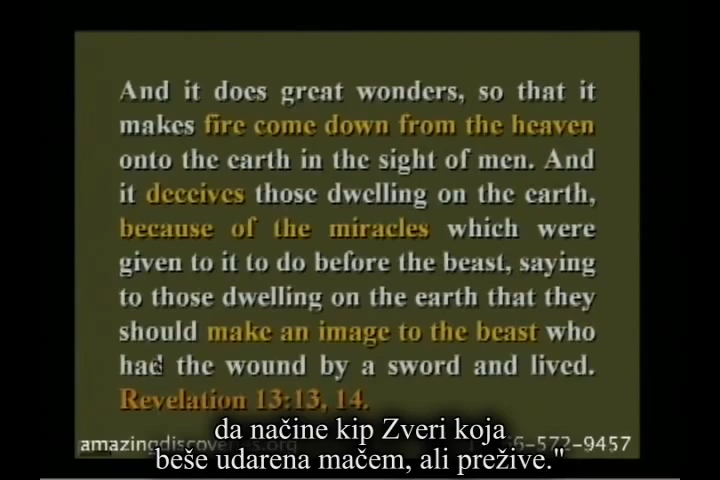 And it does great wonders, so that it
makes fire come down from the heaven
onto the earth in the sight of men. And
it deceives those dwelling on the earth,
because of the miracles which were
given to it to do before the beast, saying
to those dwelling on the earth that they
should make an image to the beast who
had the wound by a sword and lived.
Revelation 13:13, 14.
da načine kip Zveri koja
beše udarena mačem, ali prežive."